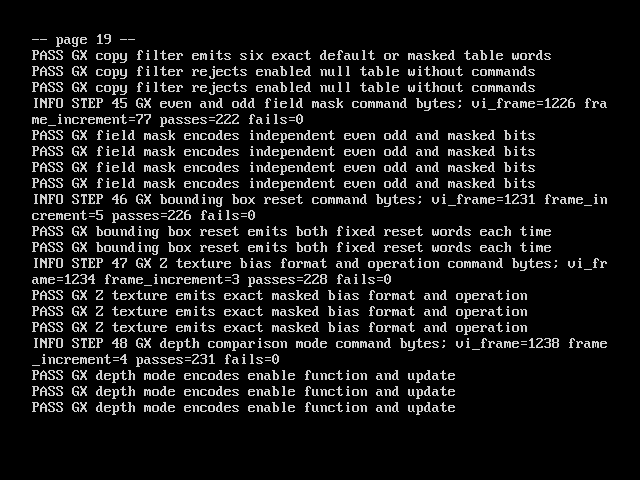 -- page 19 --
PASS GX copy filter emits six exact default or masked table words
PASS GX copy filter rejects enabled null table without commands
PASS GX copy filter rejects enabled null table without commands
INFO STEP 45 GX even and odd field mask command bytes; vi_frame=1226 fra
me_increment=77 passes=222 fails=0
PASS GX field mask encodes independent even odd and masked bits
PASS GX field mask encodes independent even odd and masked bits
PASS GX field mask encodes independent even odd and masked bits
PASS GX field mask encodes independent even odd and masked bits
INFO STEP 46 GX bounding box reset command bytes; vi_frame=1231 frame_in
crement=5 passes=226 fails=0
PASS GX bounding box reset emits both fixed reset words each time
PASS GX bounding box reset emits both fixed reset words each time
INFO STEP 47 GX Z texture bias format and operation command bytes; vi_fr
ame=1234 frame_increment=3 passes=228 fails=0
PASS GX Z texture emits exact masked bias format and operation
PASS GX Z texture emits exact masked bias format and operation
PASS GX Z texture emits exact masked bias format and operation
INFO STEP 48 GX depth comparison mode command bytes; vi_frame=1238 frame
_increment=4 passes=231 fails=0
PASS GX depth mode encodes enable function and update
PASS GX depth mode encodes enable function and update
PASS GX depth mode encodes enable function and update